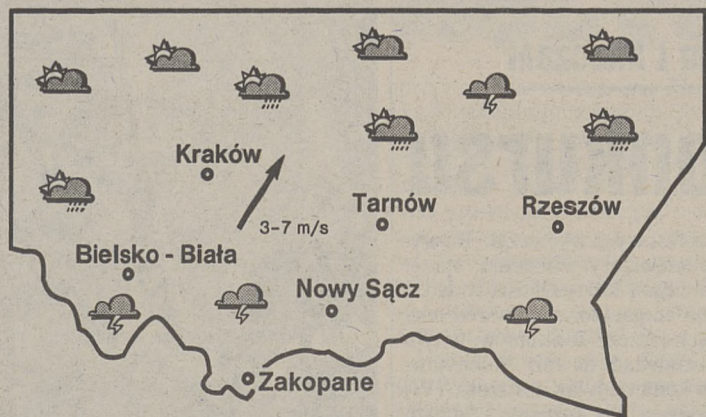 Kraków
3-7 m/s
Tarnów
Rzeszów
Bielsko - Biała
Nowy Sącz
Zakopane